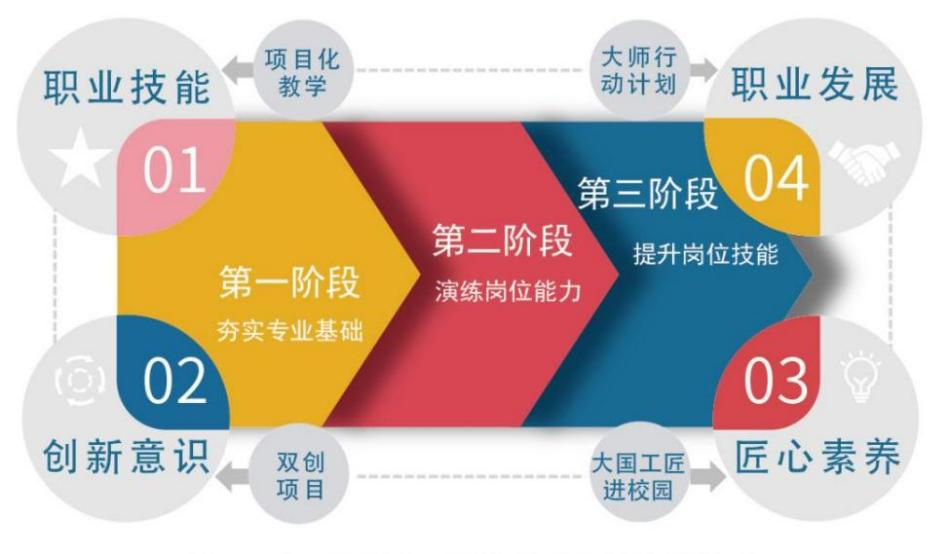 职业技能
01
项目化
教学
大师行
动计划
职业发展
04
第一阶段
夯实专业基础
第二阶段
演练岗位能力
第三阶段
提升岗位技能
02
创新意识
双创
项目
大国工匠
进校园
03
匠心素养